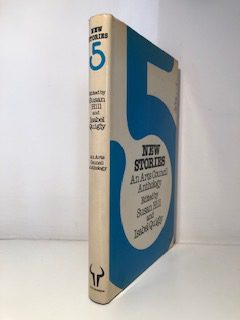 NEW
STORIES
5
Edited by
Susan
Hill
and
Isabel
Quigly
An Arts
Council
Anthology
5
NEW
STORIES
An Arts Council
Anthology
Edited by
Susan Hill
and
Isabel Quigly